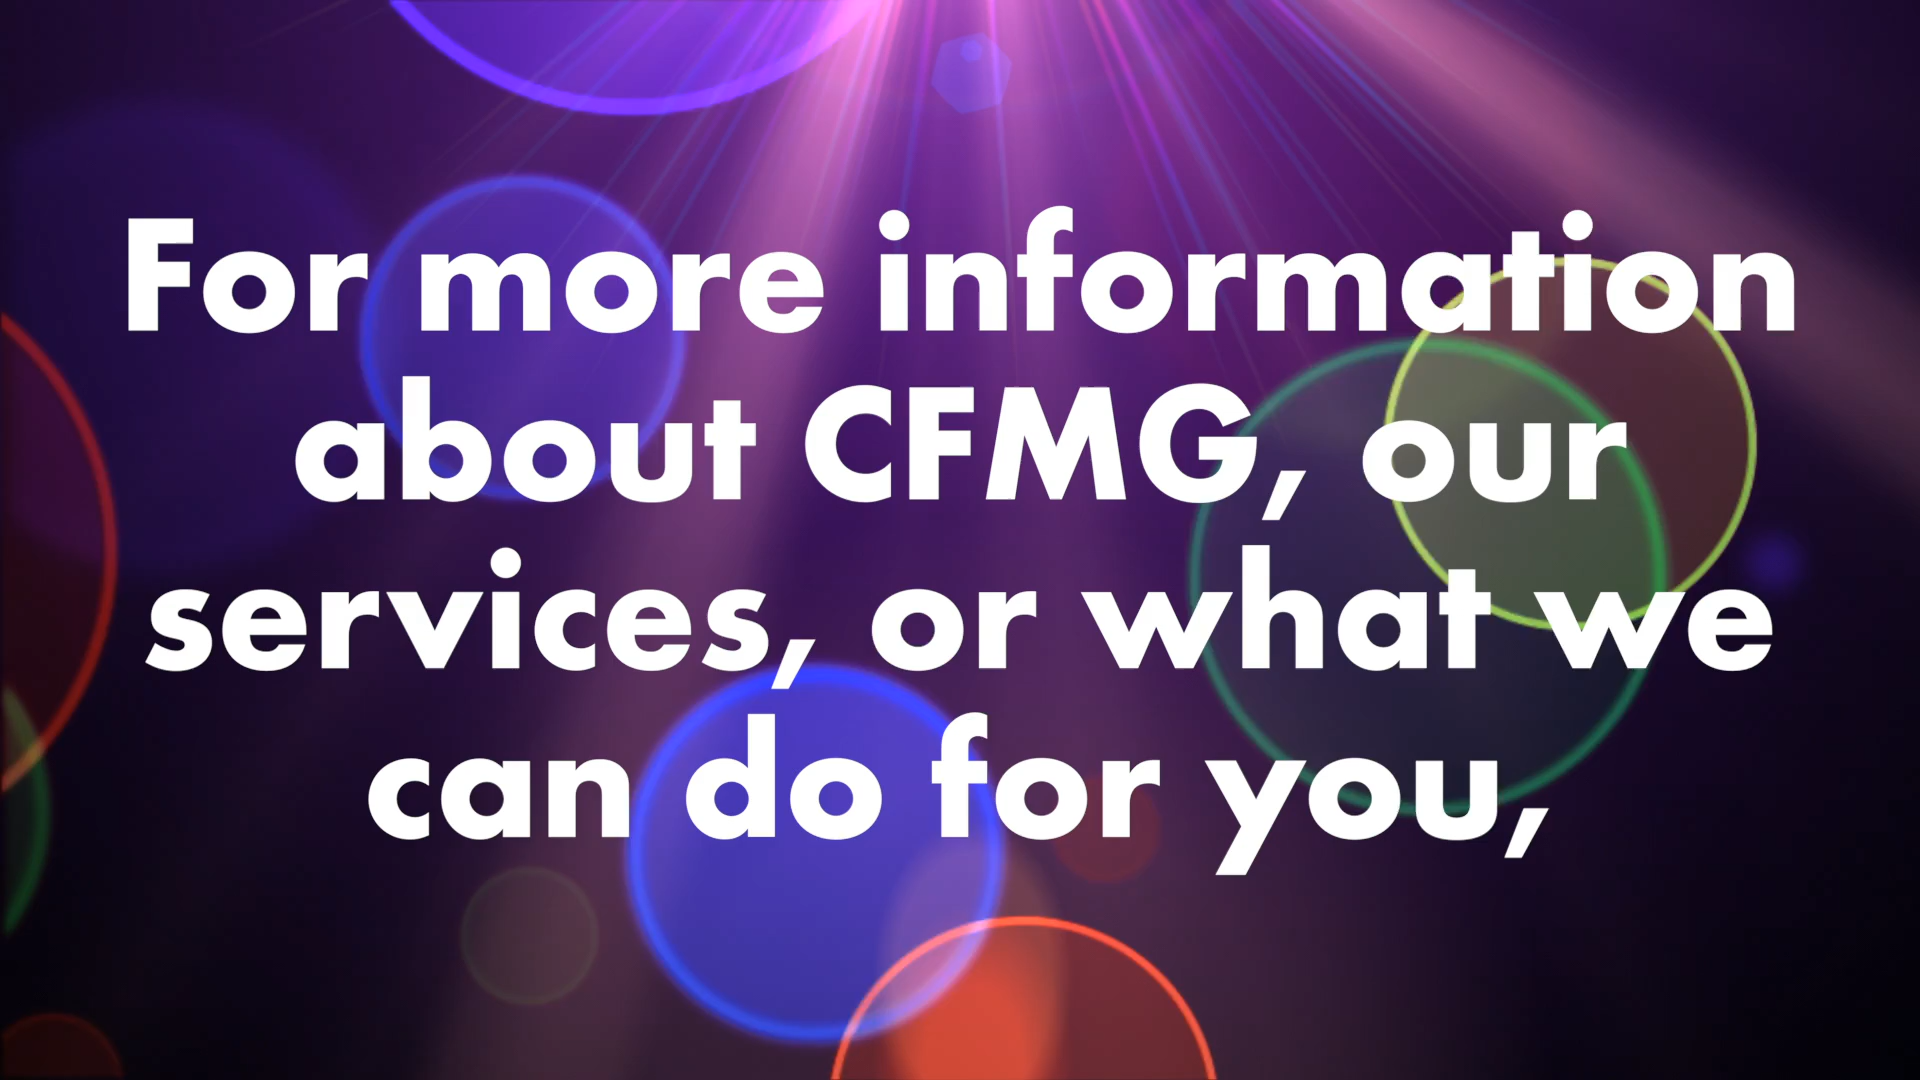 For more information
about CFMG, our
services, or what we
can do for you,